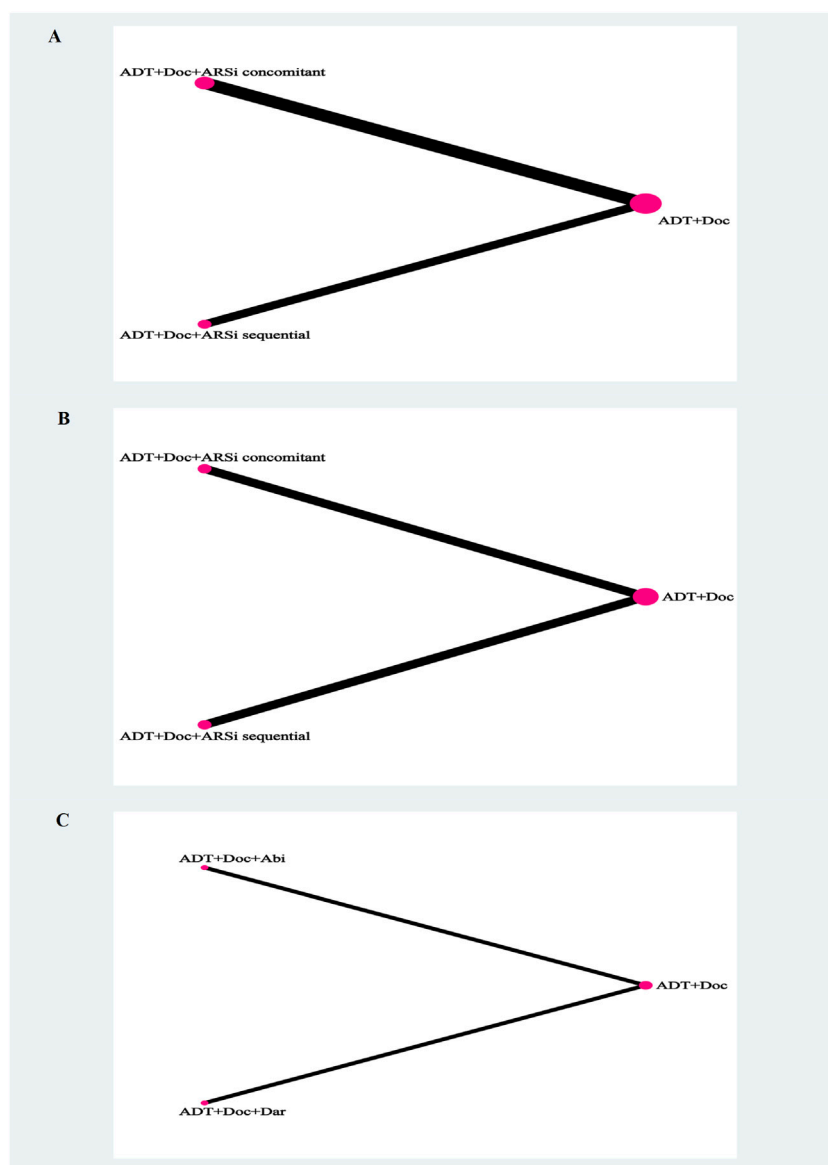 A
ADT+Doc+ARSi concomitant
ADT+Doc
ADT+Doc+ARSi sequential
B
ADT+Doc+ARSi concomitant
ADT+Doc
ADT+Doc+ARSi sequential
C
ADT+Doc+Abi
ADT+Doc
ADT+Doc+Dar